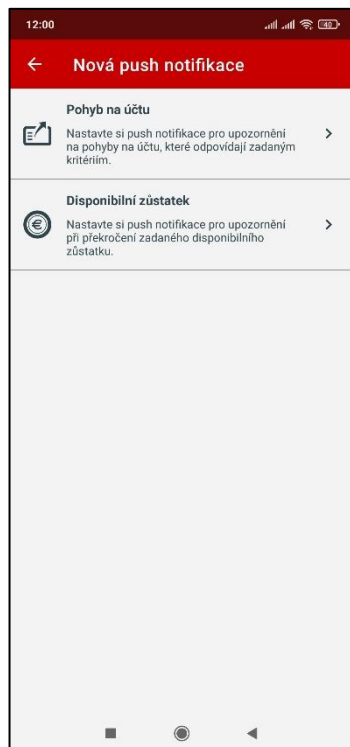 12:00
40
Nová push notifikace
Pohyb na účtu
Nastavte si push notifikace pro upozornění
na pohyby na účtu, které odpovídají zadaným
kritériím.
Disponibilní zůstatek
Nastavte si push notifikace pro upozornění
při překročení zadaného disponibilního
zůstatku.